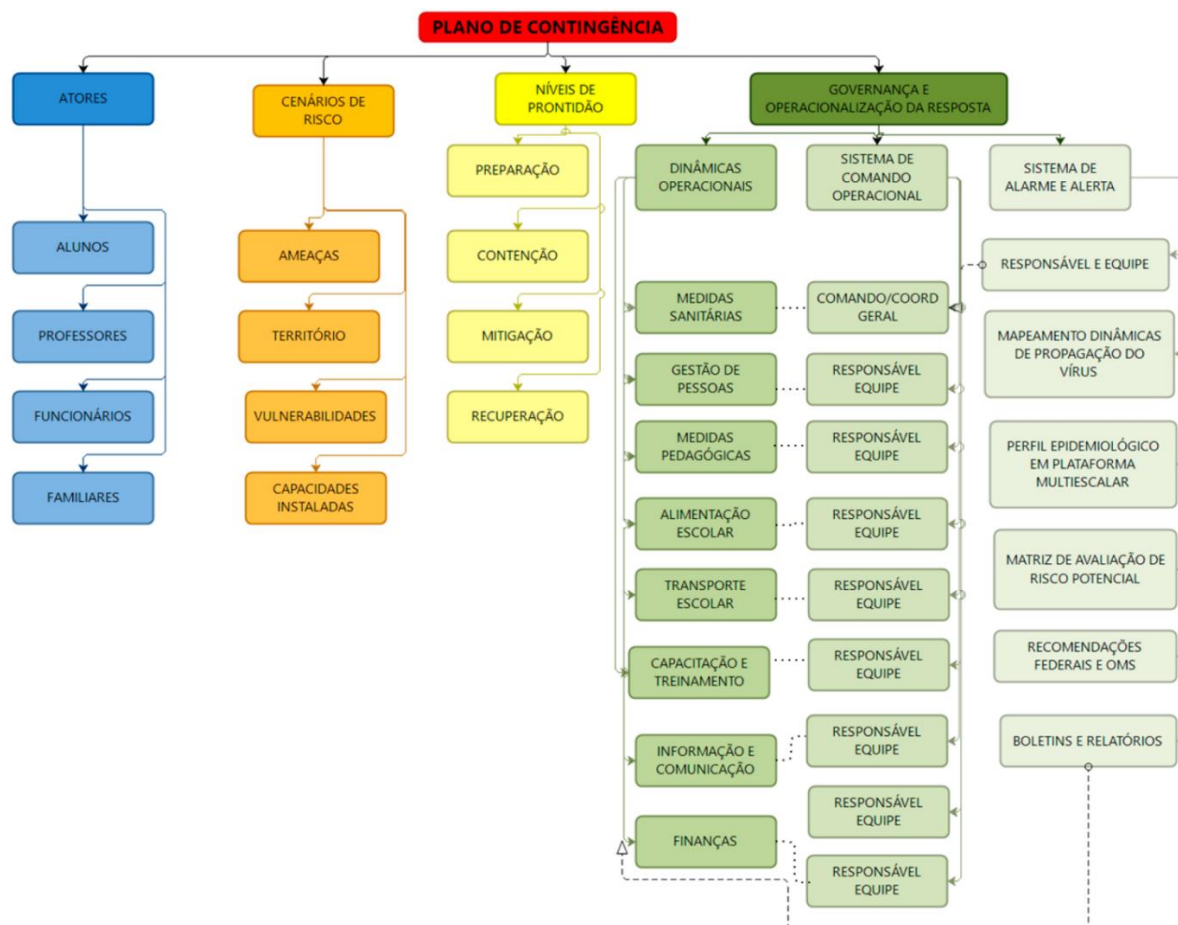 PLANO DE CONTINGÊNCIA
ATORES
CENÁRIOS DE
RISCO
NÍVEIS DE
PRONTIDÃO
GOVERNANÇA E
OPERACIONALIZAÇÃO DA RESPOSTA
ALUNOS
PROFESSORES
FUNCIONÁRIOS
FAMILIARES
AMEAÇAS
TERRITÓRIO
VULNERABILIDADES
CAPACIDADES
INSTALADAS
PREPARAÇÃO
CONTENÇÃO
MITIGAÇÃO
RECUPERAÇÃO
DINÂMICAS
OPERACIONAIS
MEDIDAS
SANITÁRIAS
GESTÃO DE
PESSOAS
MEDIDAS
PEDAGÓGICAS
ALIMENTAÇÃO
ESCOLAR
TRANSPORTE
ESCOLAR
CAPACITAÇÃO E
TREINAMENTO
INFORMAÇÃO E
COMUNICAÇÃO
FINANÇAS
SISTEMA DE
COMANDO
OPERACIONAL
COMANDO/COORD
GERAL
RESPONSÁVEL
EQUIPE
RESPONSÁVEL
EQUIPE
RESPONSÁVEL
EQUIPE
RESPONSÁVEL
EQUIPE
RESPONSÁVEL
EQUIPE
RESPONSÁVEL
EQUIPE
RESPONSÁVEL
EQUIPE
RESPONSÁVEL
EQUIPE
SISTEMA DE
ALARME E ALERTA
RESPONSÁVEL E EQUIPE
MAPEAMENTO DINÂMICAS
DE PROPAGAÇÃO DO
VÍRUS
PERFIL EPIDEMIOLÓGICO
EM PLATAFORMA
MULTIESCALAR
MATRIZ DE AVALIAÇÃO DE
RISCO POTENCIAL
RECOMENDAÇÕES
FEDERAIS E OMS
BOLETINS E RELATÓRIOS